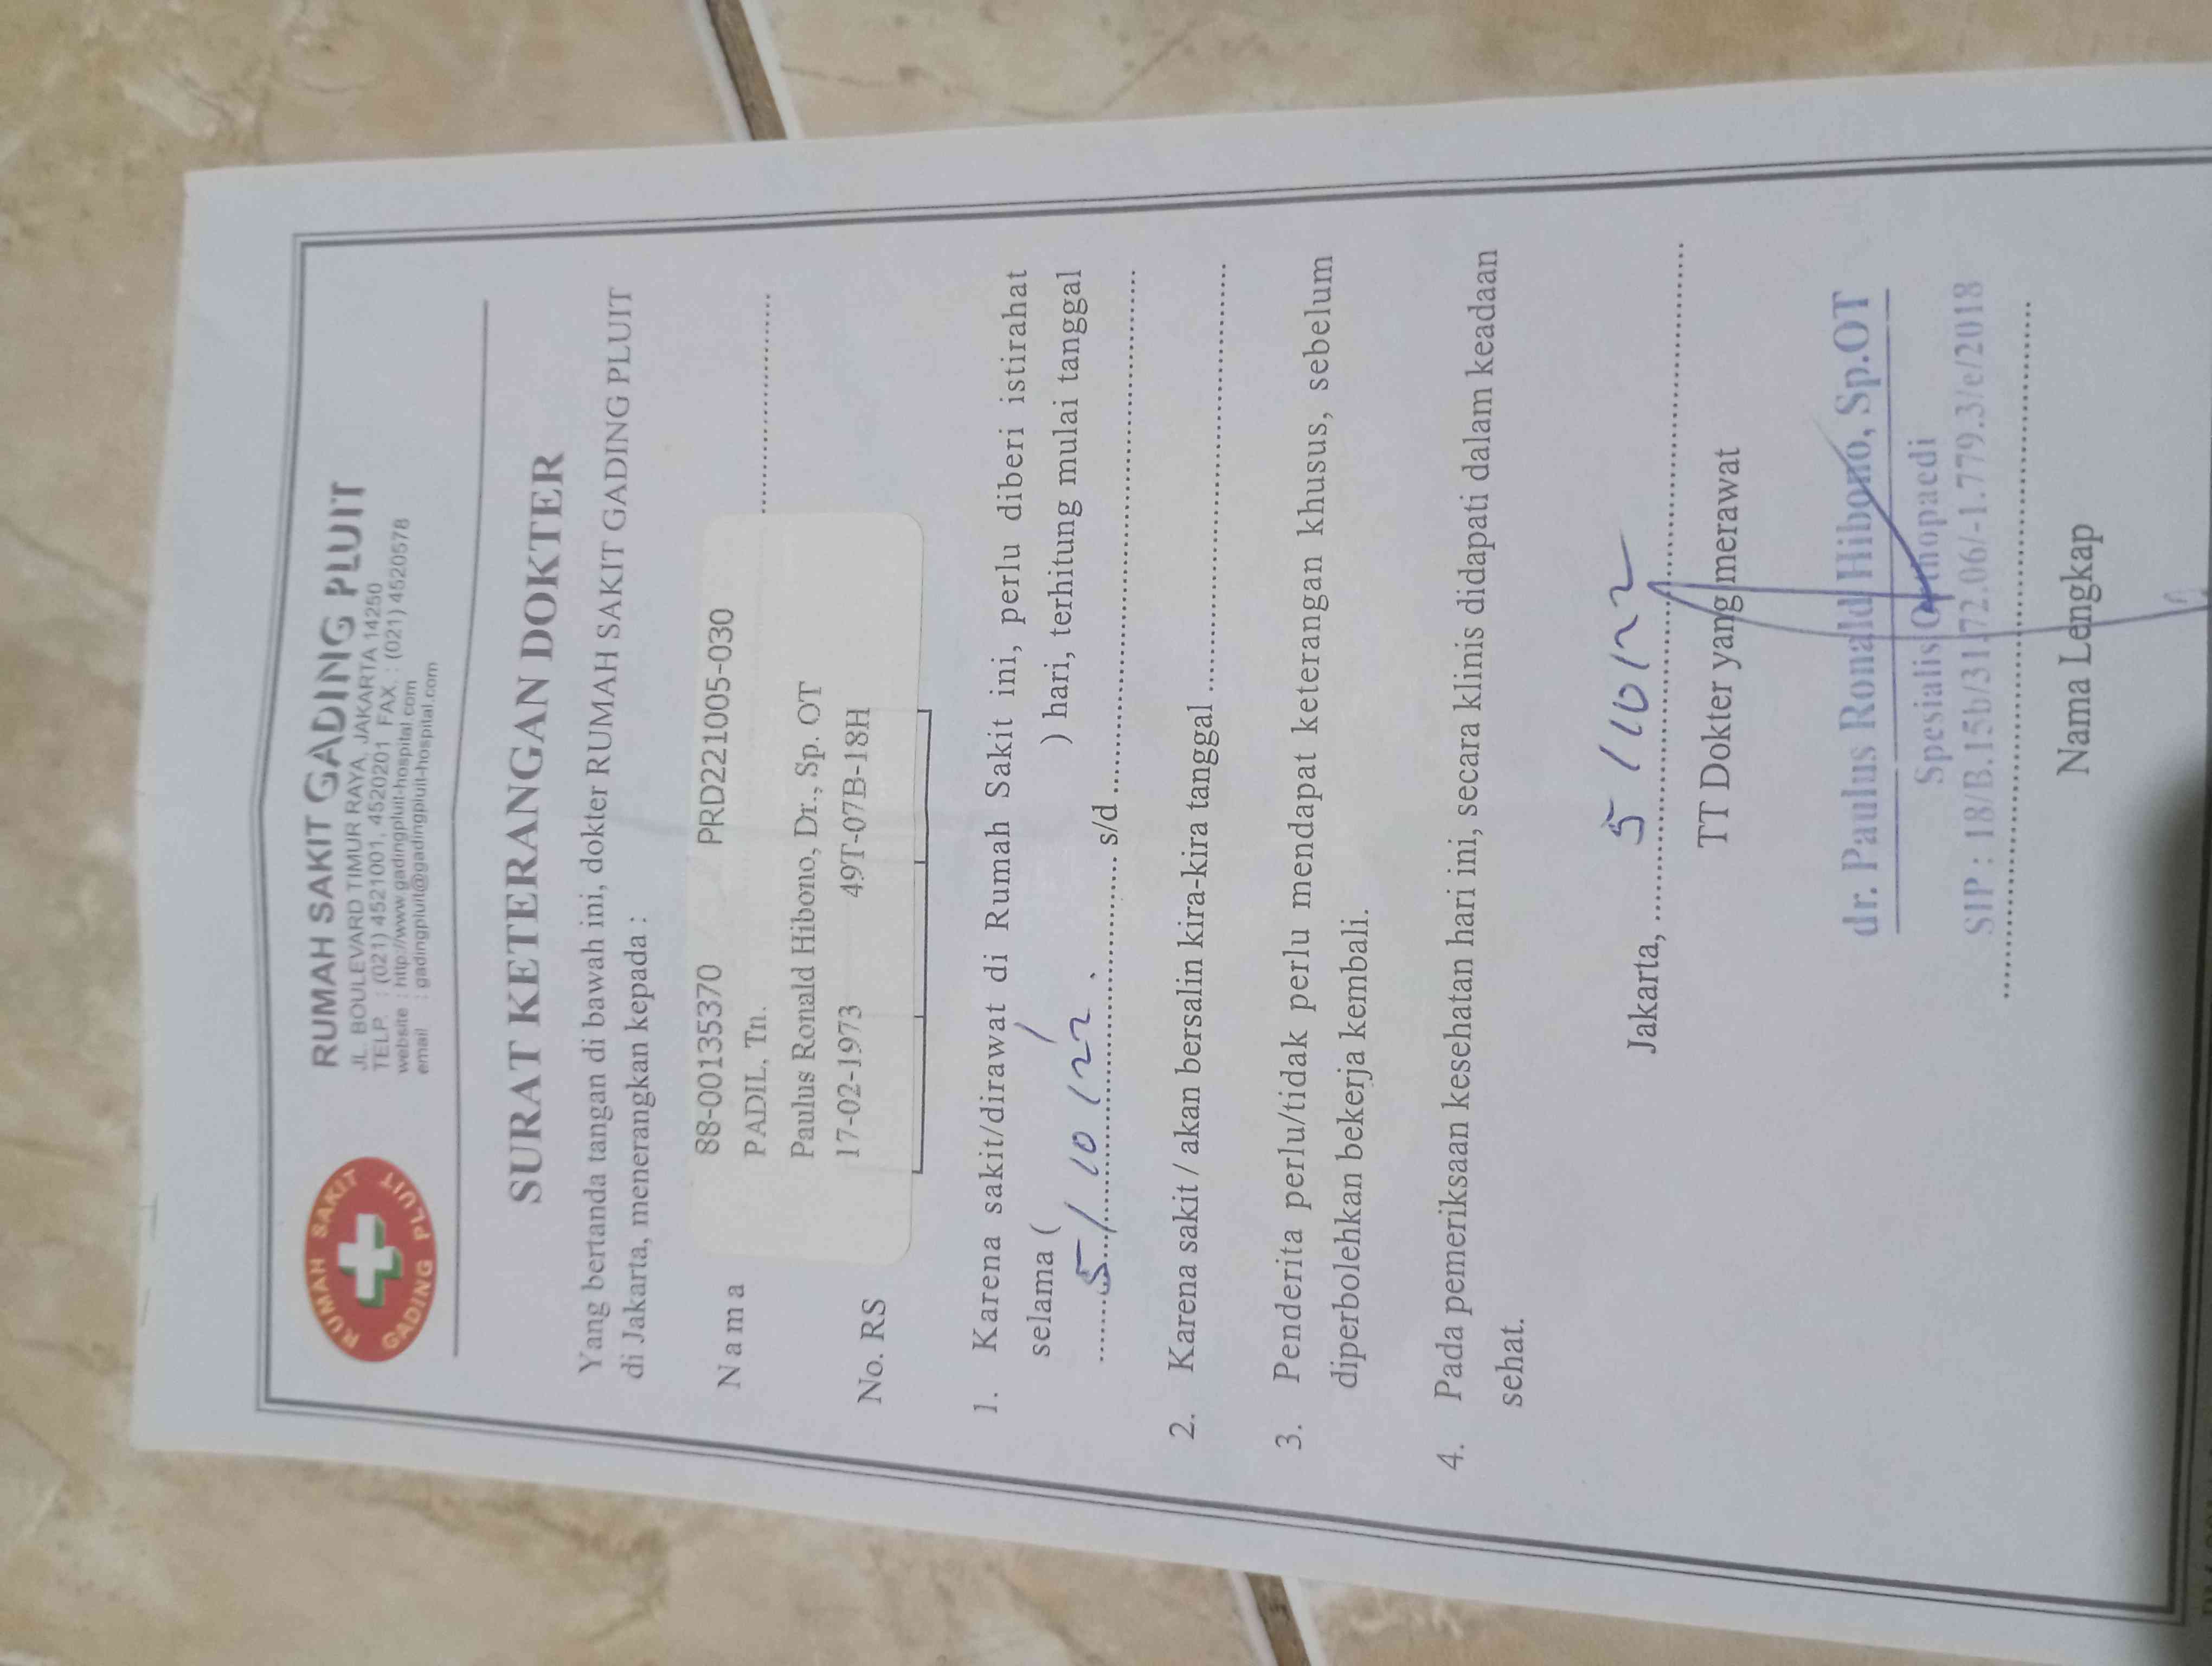 RUMAH SAKIT
GADING PLUIT
RUMAH SAKIT GADING PLUIT
JL. BOULEVARD TIMUR RAYA, JAKARTA 14250
TELP. : (021) 4521001, 4520201 FAX. : (021) 4520578
website : http://www.gadingpluit-hospital.com
email : gadingpluit@gadingpluit-hospital.com
SURAT KETERANGAN DOKTER
Yang bertanda tangan di bawah ini, dokter RUMAH SAKIT GADING PLUIT
di Jakarta, menerangkan kepada :
88-00135370 PRD221005-030
Nama PADIL. Tn. ....................
Paulus Ronald Hibono, Dr., Sp. OT
No. RS 17-02-1973 49T-07B-18H
1. Karena sakit/dirawat di Rumah Sakit ini, perlu diberi istirahat
selama ( / ) hari, terhitung mulai tanggal
5/10/22 s/d ....................
2. Karena sakit / akan bersalin kira-kira tanggal ....................
3. Penderita perlu/tidak perlu mendapat keterangan khusus, sebelum
diperbolehkan bekerja kembali.
4. Pada pemeriksaan kesehatan hari ini, secara klinis didapati dalam keadaan
sehat.
Jakarta, 5/10/22
TT Dokter yang merawat
dr. Paulus Ronald Hibono, Sp.OT
Spesialis Orthopaedi
SIP : 18/B.15b/31.72.06/-1.779.3/e/2018
Nama Lengkap